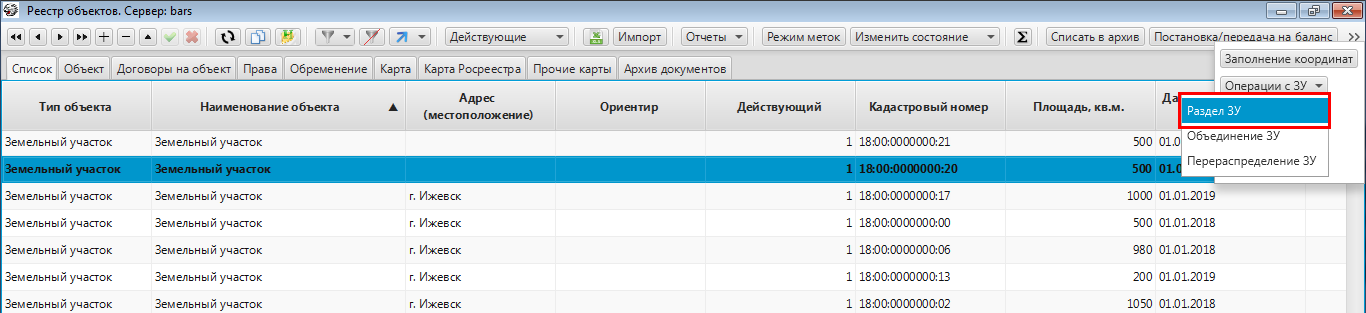 Реестр объектов. Сервер: bars
Действующие Импорт Отчеты Режим меток Изменить состояние Σ Списать в архив Постановка/передача на баланс
Заполнение координат
Операции с ЗУ
Раздел ЗУ
Объединение ЗУ
Перераспределение ЗУ
Список Объект Договоры на объект Права Обременение Карта Карта Росреестра Прочие карты Архив документов
Тип объекта Наименование объекта Адрес (местоположение) Ориентир Действующий Кадастровый номер Площадь, кв.м. Да
Земельный участок Земельный участок 1 18:00:0000000:21 500 01.0
Земельный участок Земельный участок 1 18:00:0000000:20 500 01.0
Земельный участок Земельный участок г. Ижевск 1 18:00:0000000:17 1000 01.01.2019
Земельный участок Земельный участок г. Ижевск 1 18:00:0000000:00 500 01.01.2018
Земельный участок Земельный участок г. Ижевск 1 18:00:0000000:06 980 01.01.2018
Земельный участок Земельный участок г. Ижевск 1 18:00:0000000:13 200 01.01.2019
Земельный участок Земельный участок г. Ижевск 1 18:00:0000000:02 1050 01.01.2018